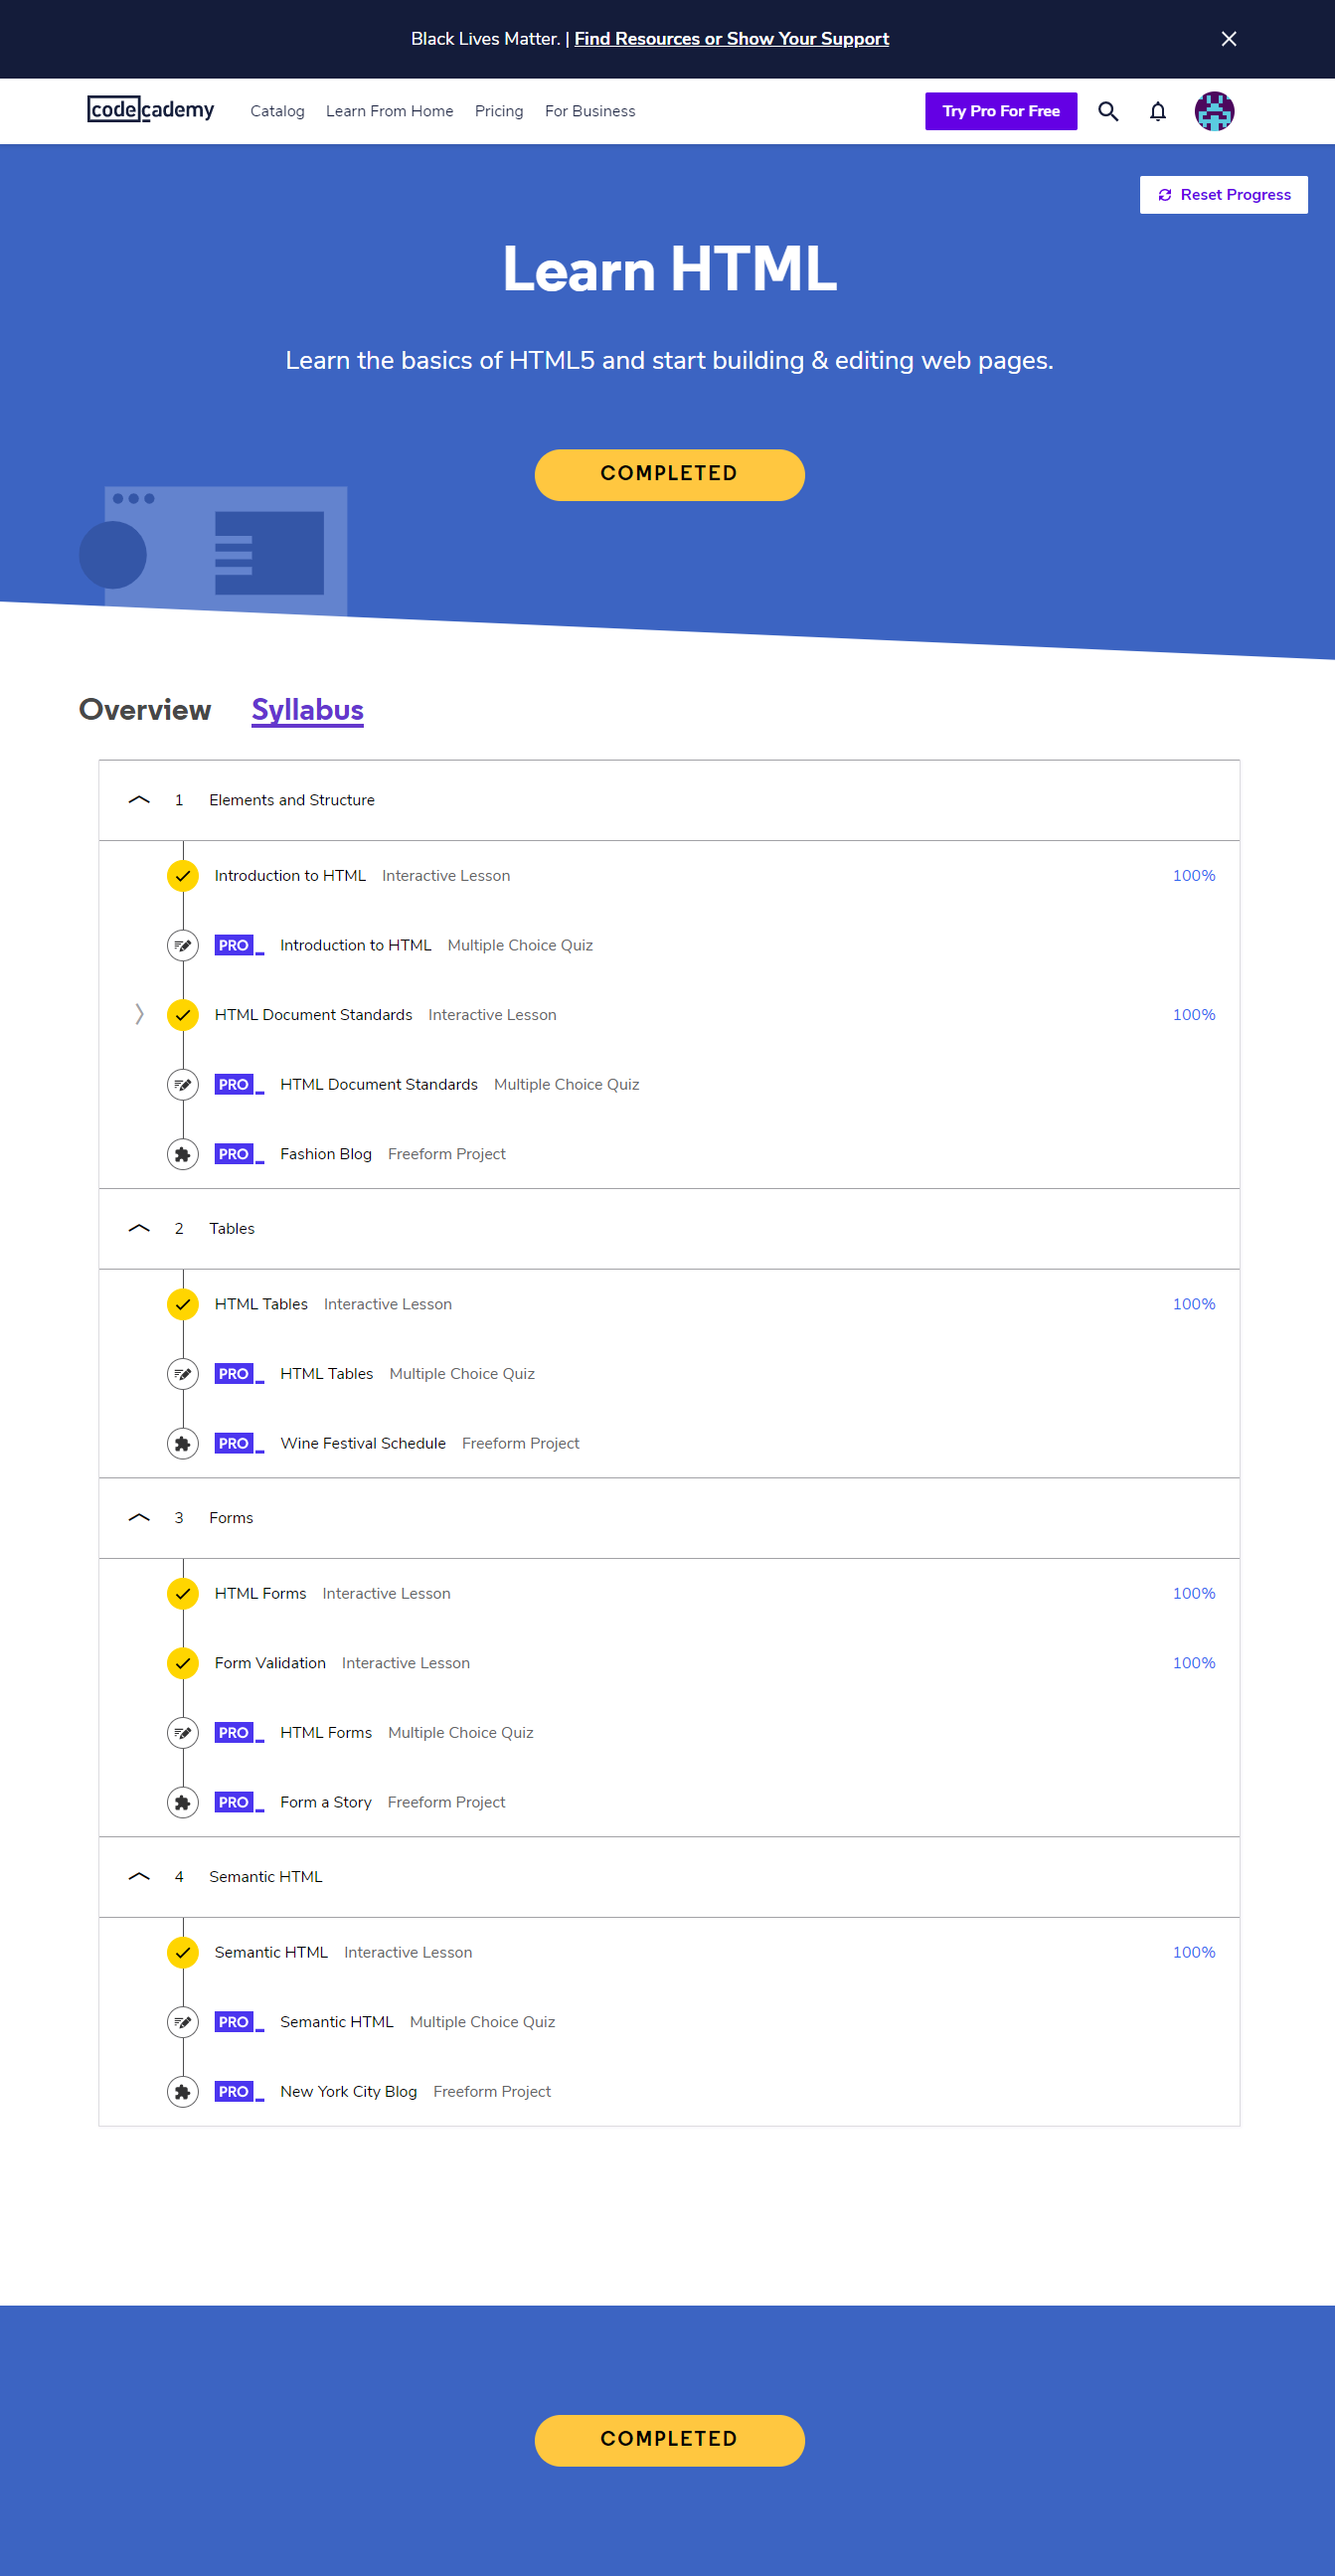 Black Lives Matter. | Find Resources or Show Your Support
codecademy Catalog Learn From Home Pricing For Business Try Pro For Free
Reset Progress
Learn HTML
Learn the basics of HTML5 and start building & editing web pages.
COMPLETED
Overview Syllabus
1 Elements and Structure
Introduction to HTML Interactive Lesson 100%
PRO Introduction to HTML Multiple Choice Quiz
HTML Document Standards Interactive Lesson 100%
PRO HTML Document Standards Multiple Choice Quiz
PRO Fashion Blog Freeform Project
2 Tables
HTML Tables Interactive Lesson 100%
PRO HTML Tables Multiple Choice Quiz
PRO Wine Festival Schedule Freeform Project
3 Forms
HTML Forms Interactive Lesson 100%
Form Validation Interactive Lesson 100%
PRO HTML Forms Multiple Choice Quiz
PRO Form a Story Freeform Project
4 Semantic HTML
Semantic HTML Interactive Lesson 100%
PRO Semantic HTML Multiple Choice Quiz
PRO New York City Blog Freeform Project
COMPLETED